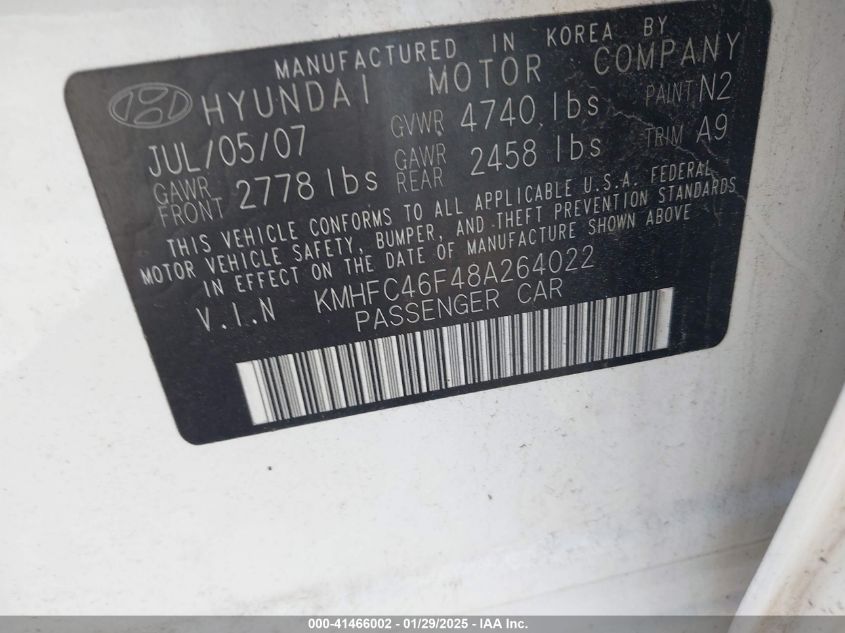 MANUFACTURED IN KOREA BY
HYUNDAI MOTOR COMPANY
JUL/05/07 GVWR 4740 lbs PAINT N2
GAWR FRONT 2778 lbs GAWR REAR 2458 lbs TRIM A9
THIS VEHICLE CONFORMS TO ALL APPLICABLE U.S.A. FEDERAL
MOTOR VEHICLE SAFETY, BUMPER, AND THEFT PREVENTION STANDARDS
IN EFFECT ON THE DATE OF MANUFACTURE SHOWN ABOVE
V.I.N KMHFC46F48A264022
PASSENGER CAR
000-41466002 - 01/29/2025 - IAA Inc.